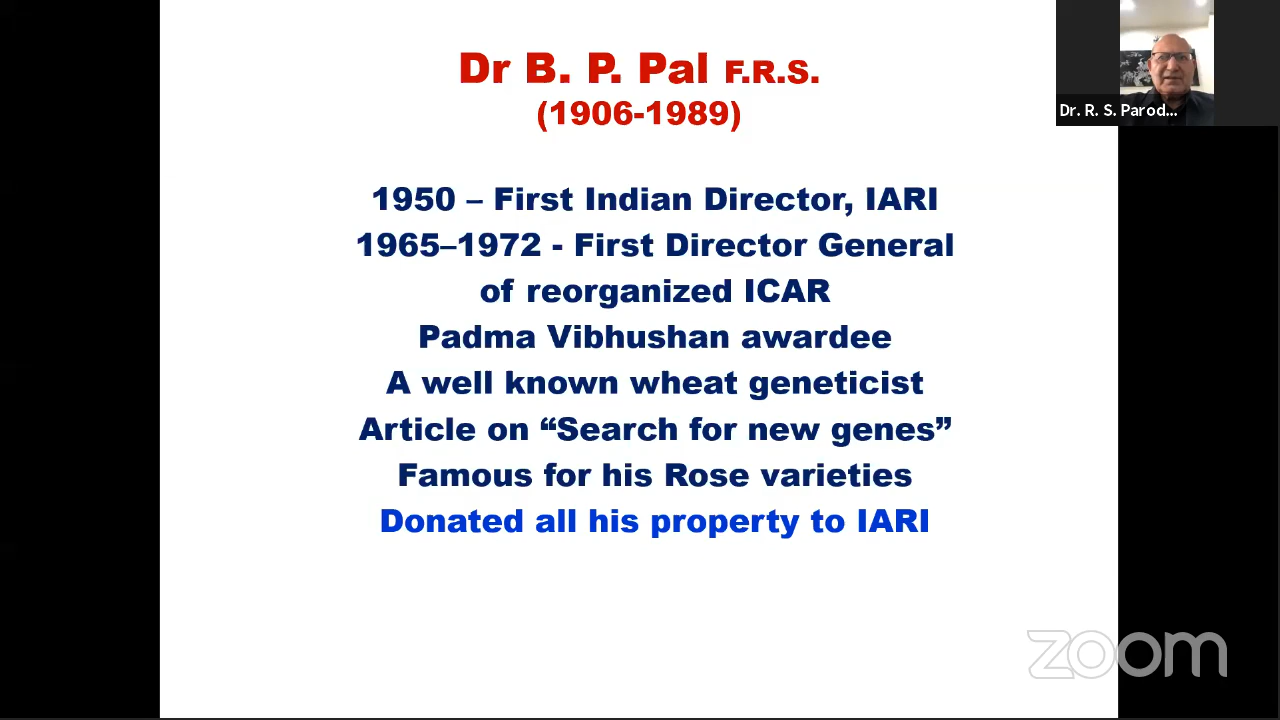 Dr B. P. Pal F.R.S.
(1906-1989)
Dr. R. S. Parod...
1950 – First Indian Director, IARI
1965–1972 - First Director General
of reorganized ICAR
Padma Vibhushan awardee
A well known wheat geneticist
Article on “Search for new genes”
Famous for his Rose varieties
Donated all his property to IARI
zoom